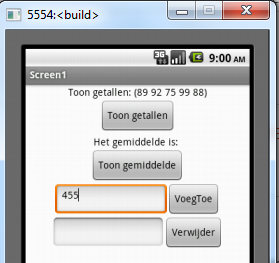 5554:<build>
3G
9:00 AM
Screen1
Toon getallen: (89 92 75 99 88)
Toon getallen
Het gemiddelde is:
Toon gemiddelde
455 VoegToe
Verwijder